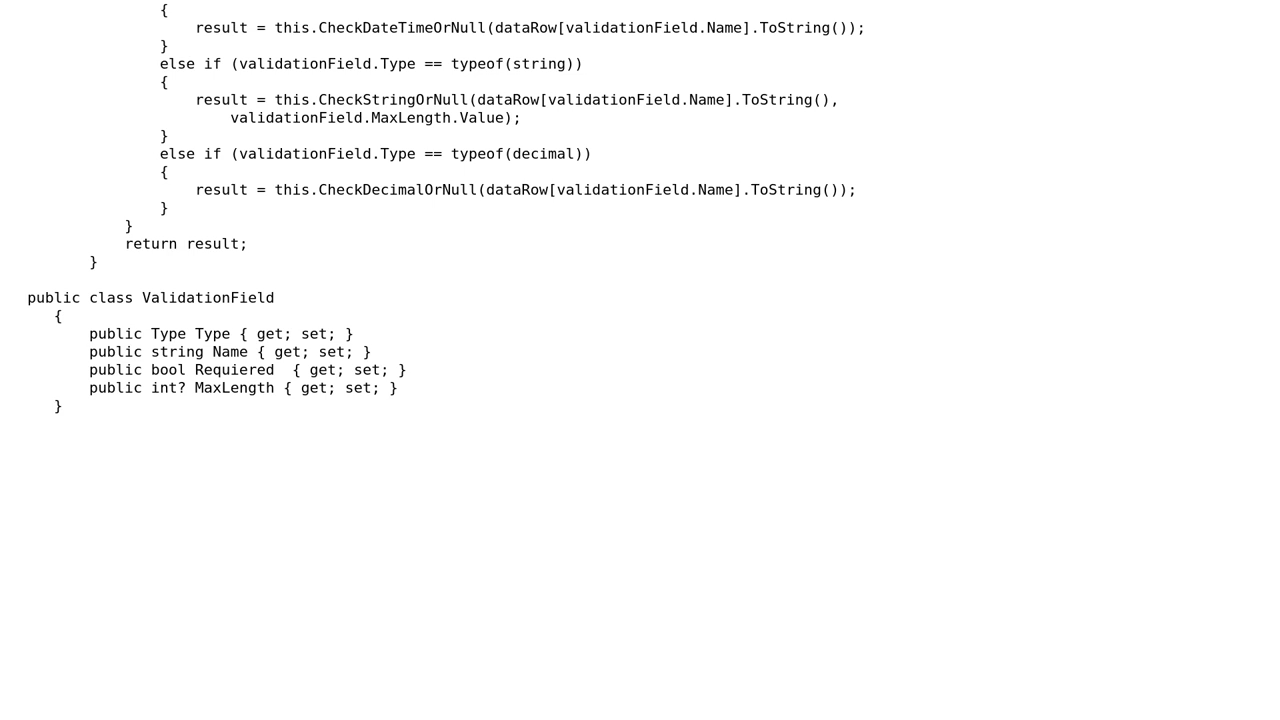 {
result = this.CheckDateTimeOrNull(dataRow[validationField.Name].ToString());
}
else if (validationField.Type == typeof(string))
{
result = this.CheckStringOrNull(dataRow[validationField.Name].ToString(),
validationField.MaxLength.Value);
}
else if (validationField.Type == typeof(decimal))
{
result = this.CheckDecimalOrNull(dataRow[validationField.Name].ToString());
}
}
return result;
}
public class ValidationField
{
public Type Type { get; set; }
public string Name { get; set; }
public bool Requiered  { get; set; }
public int? MaxLength { get; set; }
}